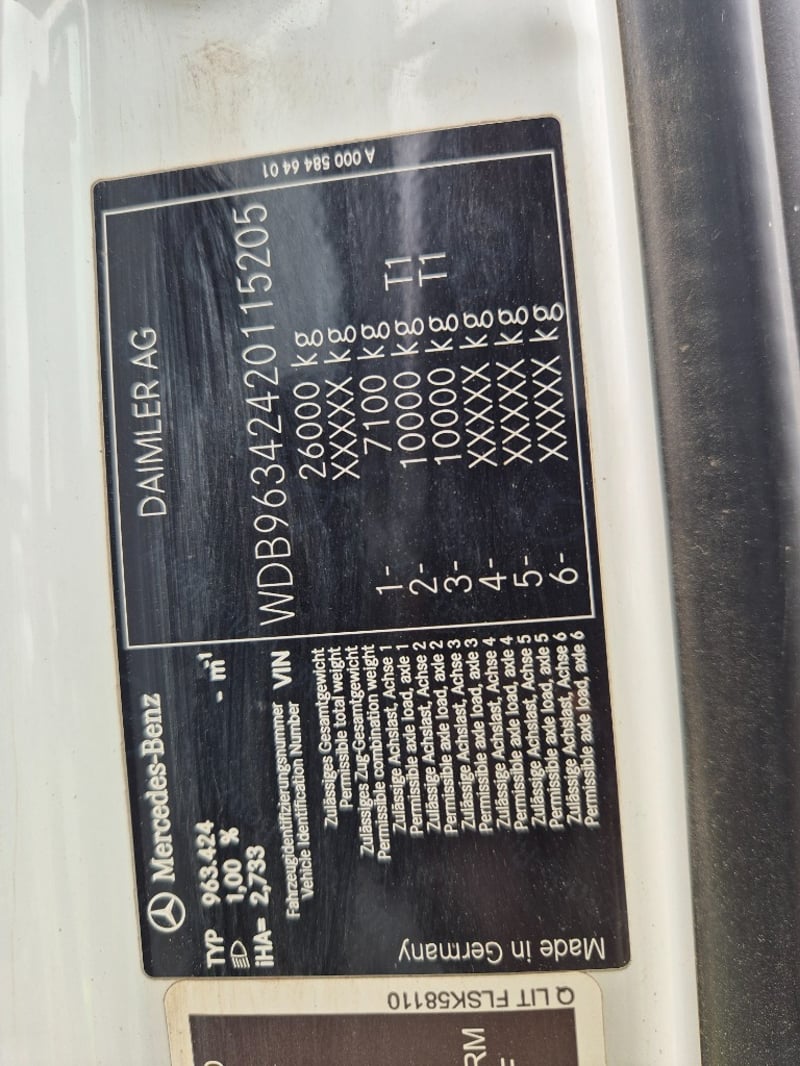 A 000 584 64 01
Mercedes-Benz
DAIMLER AG
TYP 963.424
1,00 %
- m⁻¹
iHA= 2,733
Fahrzeugidentifizierungsnummer
Vehicle Identification Number
VIN WDB96342420115205
Zulässiges Gesamtgewicht
Permissible total weight
26000 kg
Zulässiges Zug-Gesamtgewicht
Permissible combination weight
XXXXX kg
Zulässige Achslast, Achse 1
Permissible axle load, axle 1
1- 7100 kg
Zulässige Achslast, Achse 2
Permissible axle load, axle 2
2- 10000 kg T1
Zulässige Achslast, Achse 3
Permissible axle load, axle 3
3- 10000 kg T1
Zulässige Achslast, Achse 4
Permissible axle load, axle 4
4- XXXXX kg
Zulässige Achslast, Achse 5
Permissible axle load, axle 5
5- XXXXX kg
Zulässige Achslast, Achse 6
Permissible axle load, axle 6
6- XXXXX kg
Made in Germany
Q LIT FLSK58110